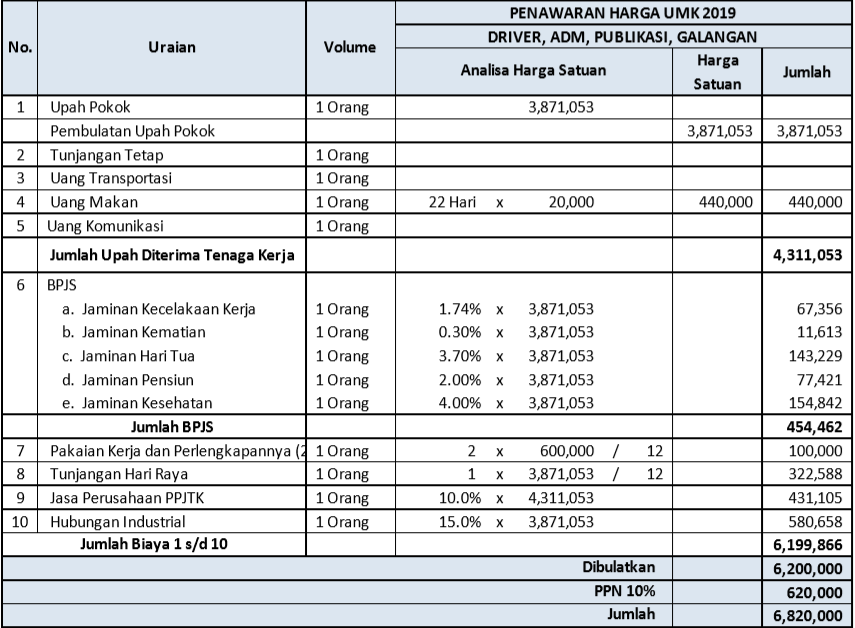 PENAWARAN HARGA UMK 2019
DRIVER, ADM, PUBLIKASI, GALANGAN
No. Uraian Volume Analisa Harga Satuan Harga Satuan Jumlah
1 Upah Pokok 1 Orang 3,871,053
Pembulatan Upah Pokok 3,871,053 3,871,053
2 Tunjangan Tetap 1 Orang
3 Uang Transportasi 1 Orang
4 Uang Makan 1 Orang 22 Hari x 20,000 440,000 440,000
5 Uang Komunikasi 1 Orang
Jumlah Upah Diterima Tenaga Kerja 4,311,053
6 BPJS
a. Jaminan Kecelakaan Kerja 1 Orang 1.74% x 3,871,053 67,356
b. Jaminan Kematian 1 Orang 0.30% x 3,871,053 11,613
c. Jaminan Hari Tua 1 Orang 3.70% x 3,871,053 143,229
d. Jaminan Pensiun 1 Orang 2.00% x 3,871,053 77,421
e. Jaminan Kesehatan 1 Orang 4.00% x 3,871,053 154,842
Jumlah BPJS 454,462
7 Pakaian Kerja dan Perlengkapannya (2 1 Orang 2 x 600,000 / 12 100,000
8 Tunjangan Hari Raya 1 Orang 1 x 3,871,053 / 12 322,588
9 Jasa Perusahaan PPJTK 1 Orang 10.0% x 4,311,053 431,105
10 Hubungan Industrial 1 Orang 15.0% x 3,871,053 580,658
Jumlah Biaya 1 s/d 10 6,199,866
Dibulatkan 6,200,000
PPN 10% 620,000
Jumlah 6,820,000